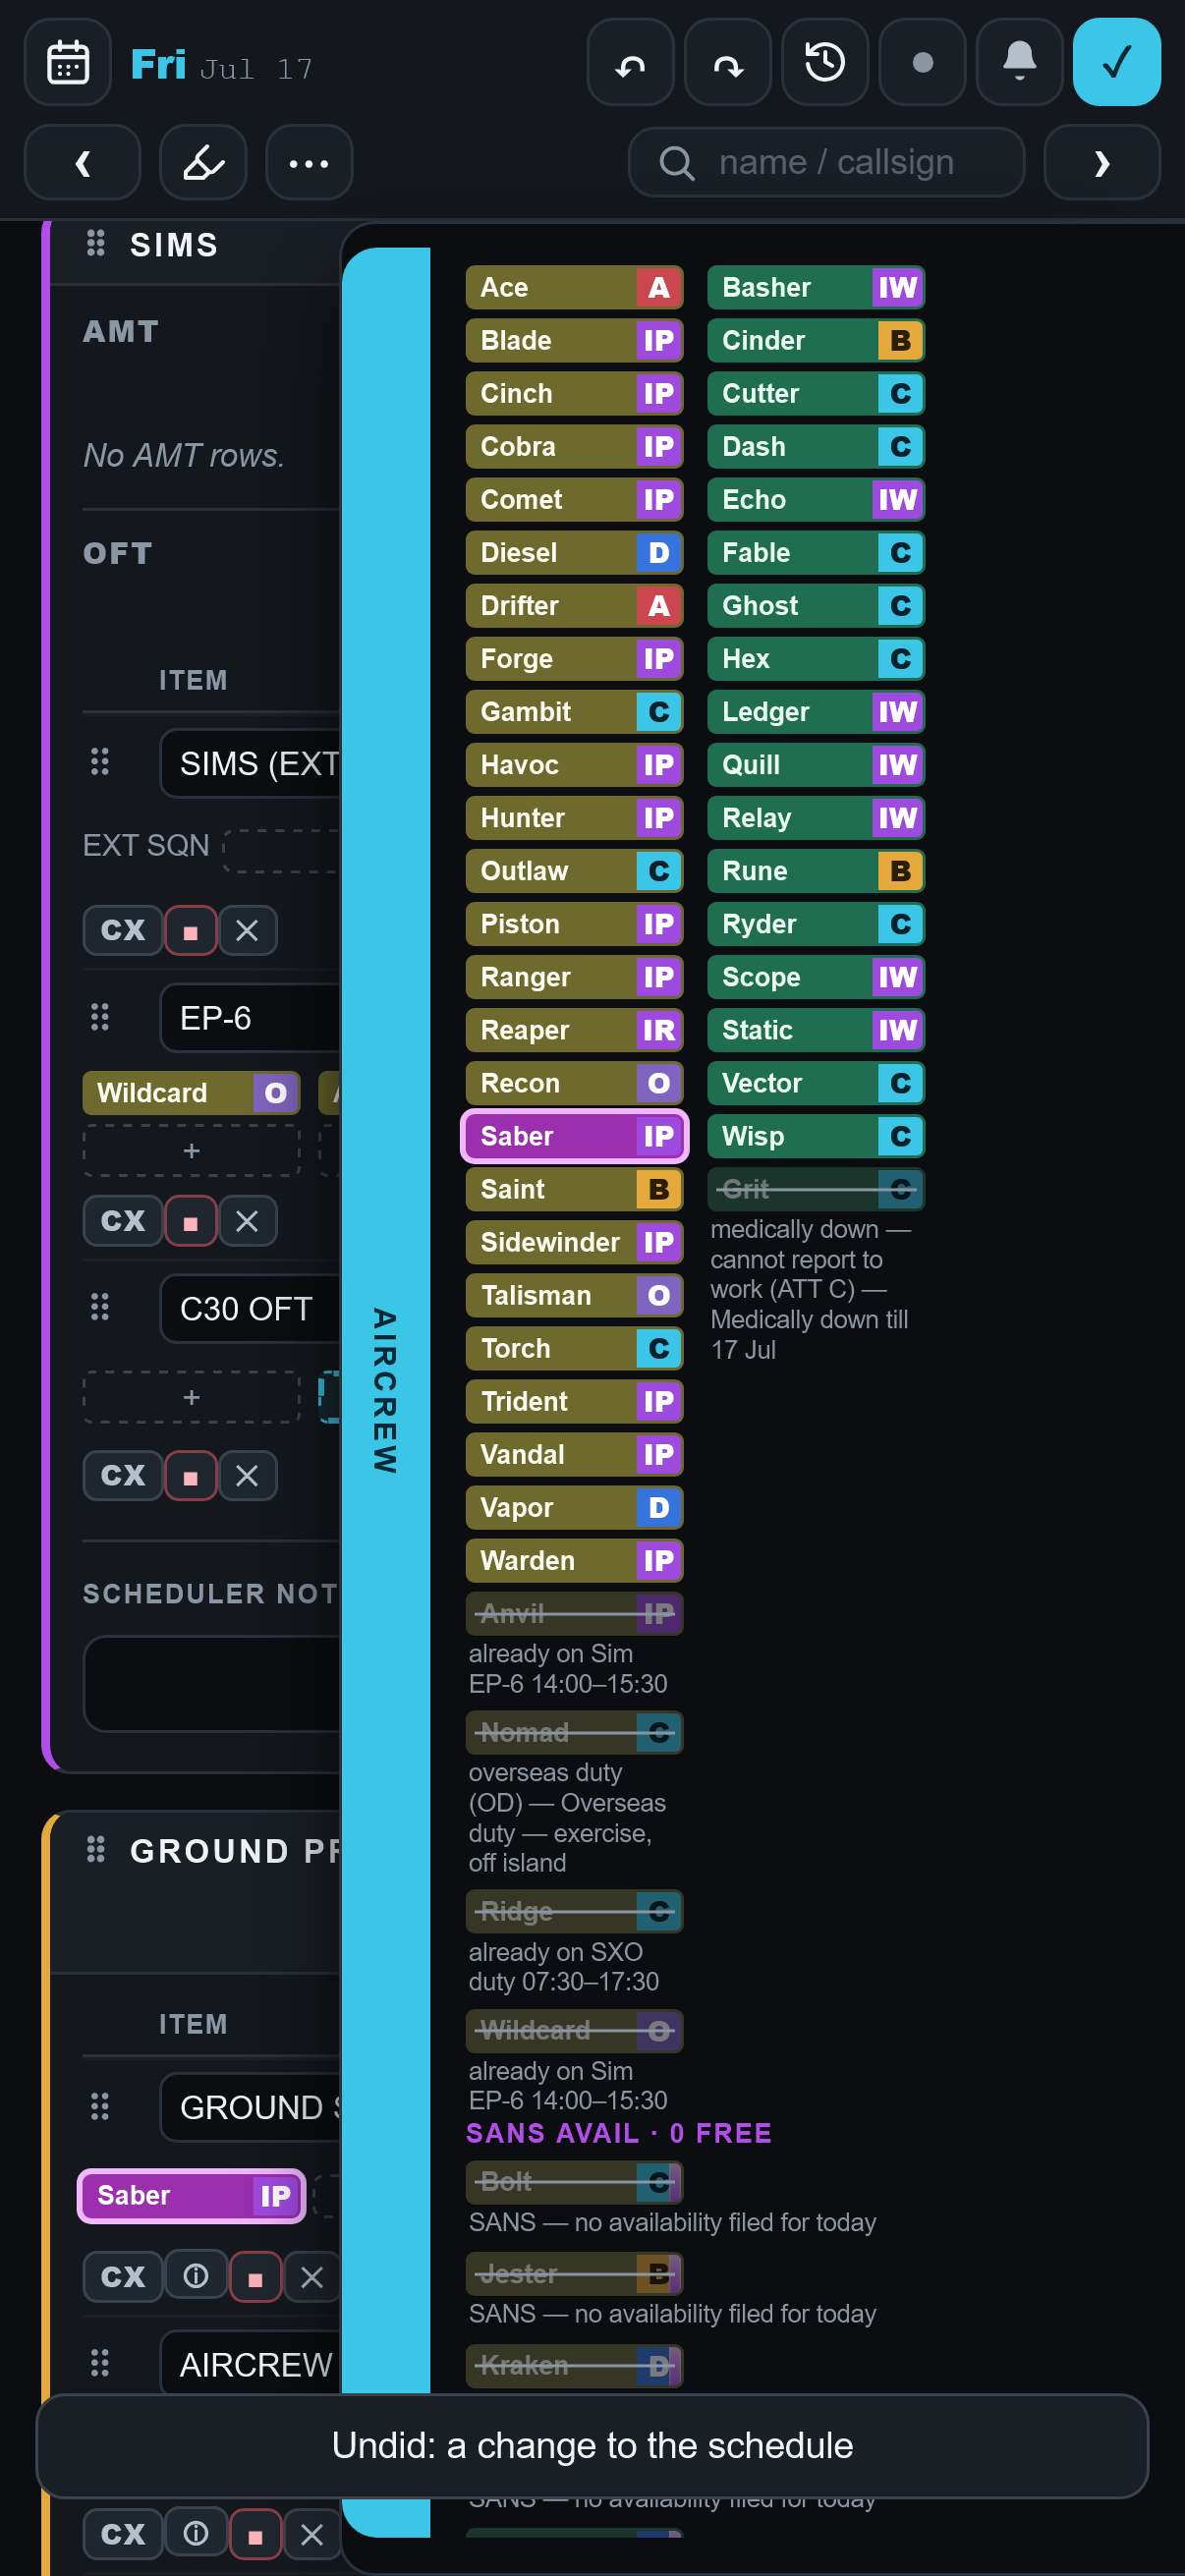 Fri Jul 17
name / callsign
SIMS
AMT
No AMT rows.
OFT
ITEM
SIMS (EXT
EXT SQN
CX
EP-6
Wildcard O
+
CX
C30 OFT
+
CX
SCHEDULER NOT
GROUND PR
ITEM
GROUND S
Saber IP
CX
AIRCREW
CX
AIRCREW
Ace A
Blade IP
Cinch IP
Cobra IP
Comet IP
Diesel D
Drifter A
Forge IP
Gambit C
Havoc IP
Hunter IP
Outlaw C
Piston IP
Ranger IP
Reaper IR
Recon O
Saber IP
Saint B
Sidewinder IP
Talisman O
Torch C
Trident IP
Vandal IP
Vapor D
Warden IP
Anvil IP
already on Sim
EP-6 14:00–15:30
Nomad C
overseas duty
(OD) — Overseas
duty — exercise,
off island
Ridge C
already on SXO
duty 07:30–17:30
Wildcard O
already on Sim
EP-6 14:00–15:30
Basher IW
Cinder B
Cutter C
Dash C
Echo IW
Fable C
Ghost C
Hex C
Ledger IW
Quill IW
Relay IW
Rune B
Ryder C
Scope IW
Static IW
Vector C
Wisp C
Grit C
medically down —
cannot report to
work (ATT C) —
Medically down till
17 Jul
SANS AVAIL · 0 FREE
Bolt C
SANS — no availability filed for today
Jester B
SANS — no availability filed for today
Kraken D
Undid: a change to the schedule
SANS — no availability filed for today